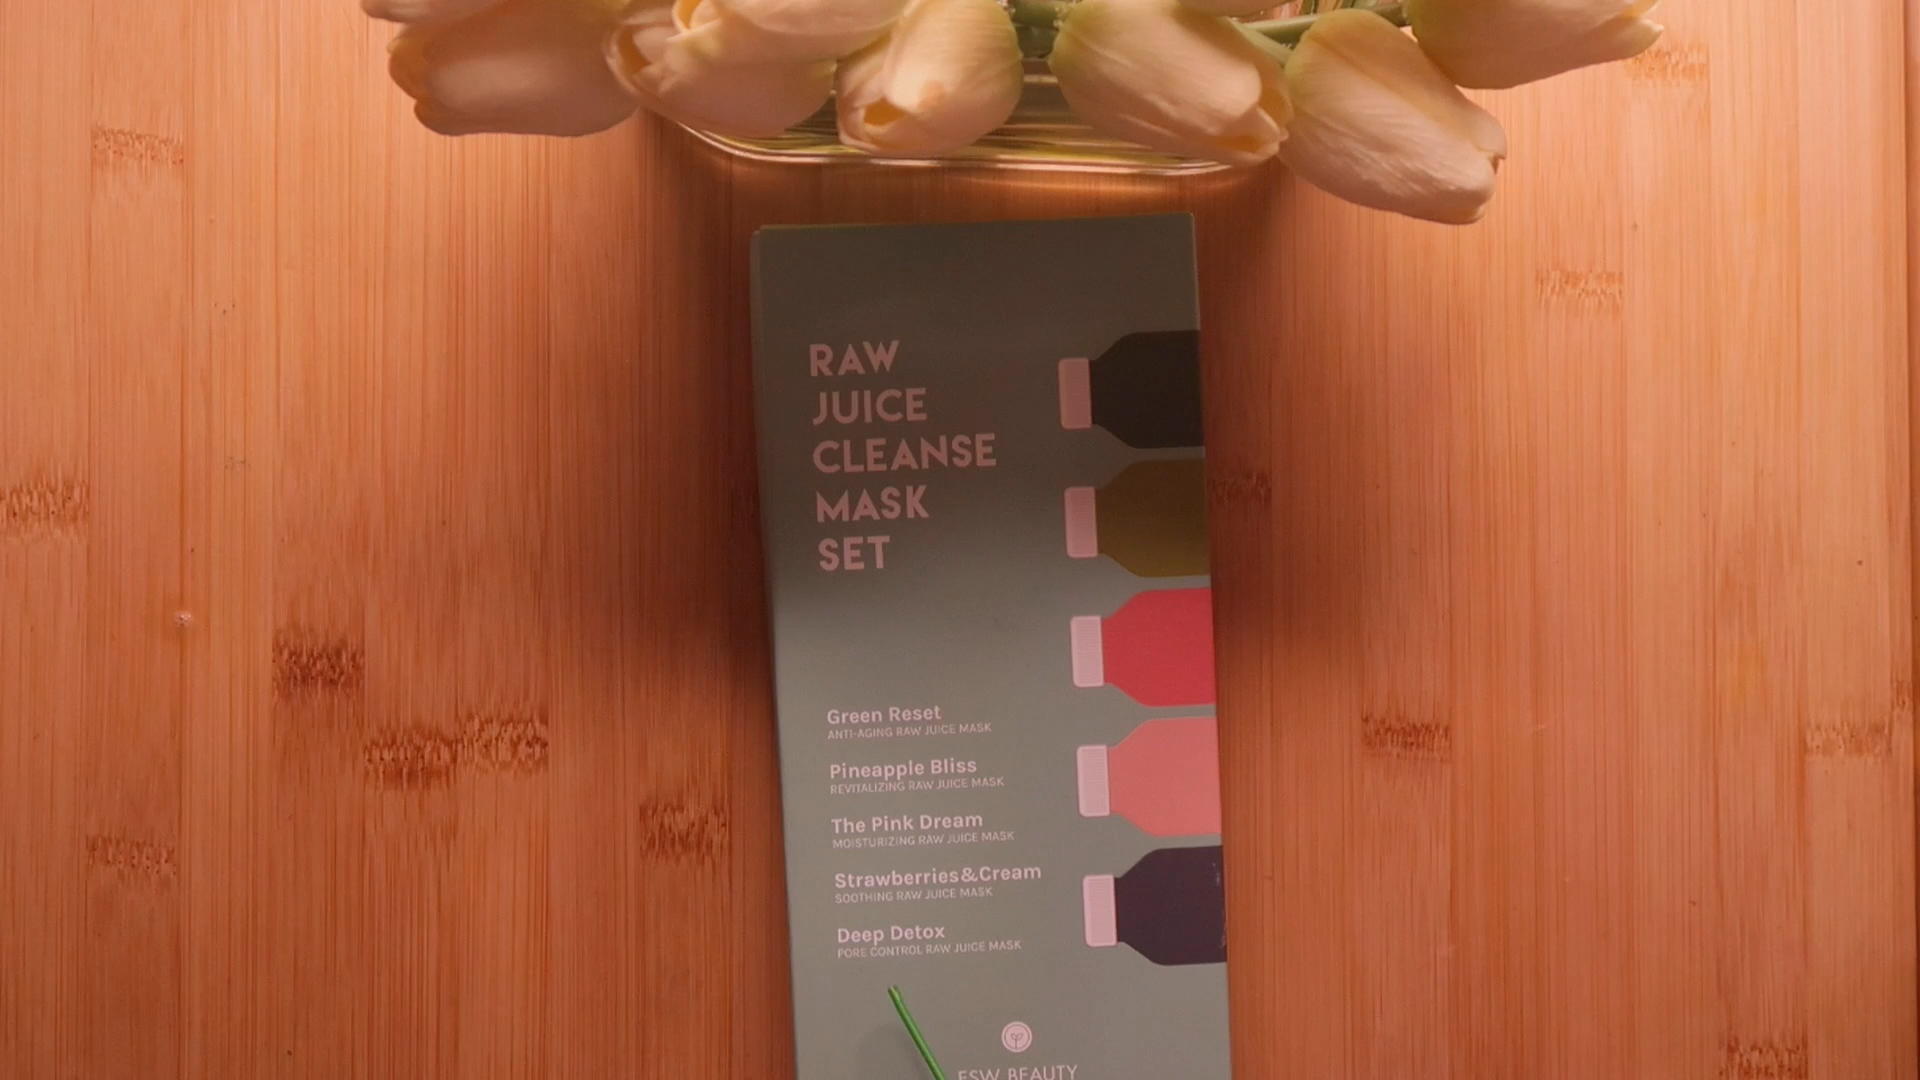 RAW
JUICE
CLEANSE
MASK
SET
Green Reset
ANTI-AGING RAW JUICE MASK
Pineapple Bliss
REVITALIZING RAW JUICE MASK
The Pink Dream
MOISTURIZING RAW JUICE MASK
Strawberries&Cream
SOOTHING RAW JUICE MASK
Deep Detox
PORE CONTROL RAW JUICE MASK
ESW BEAUTY